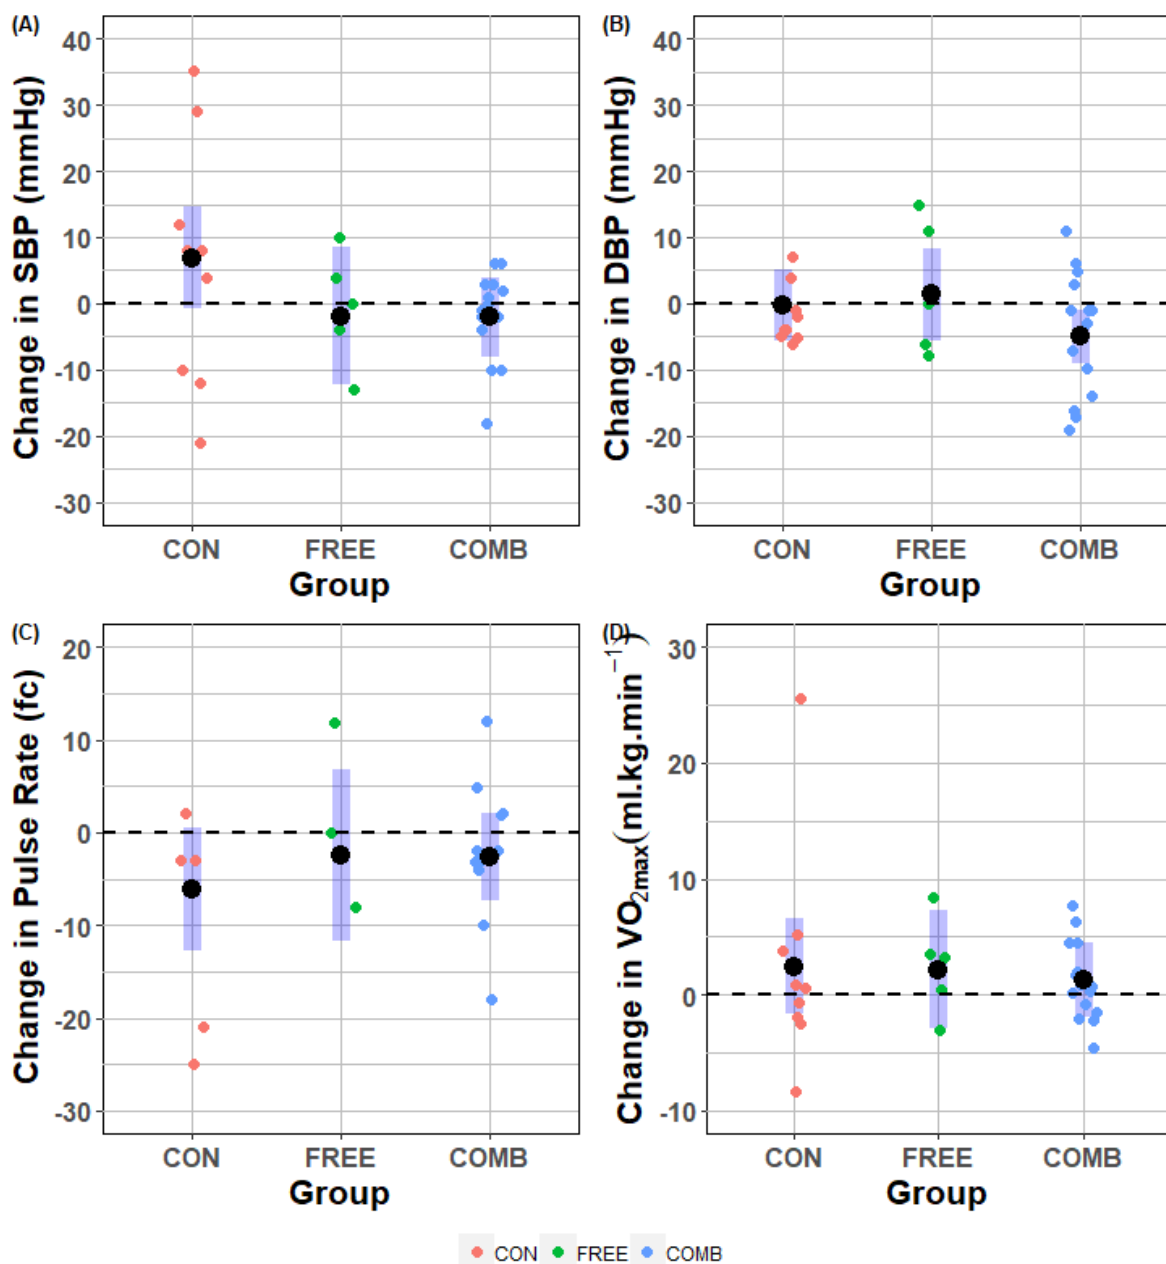 (A)
Change in SBP (mmHg)
40
30
20
10
0
-10
-20
-30
CON FREE COMB
Group
(B)
Change in DBP (mmHg)
40
30
20
10
0
-10
-20
-30
CON FREE COMB
Group
(C)
Change in Pulse Rate (fc)
20
10
0
-10
-20
-30
CON FREE COMB
Group
(D)
Change in VO₂max(ml.kg.min⁻¹)
30
20
10
0
-10
CON FREE COMB
Group
CON FREE COMB